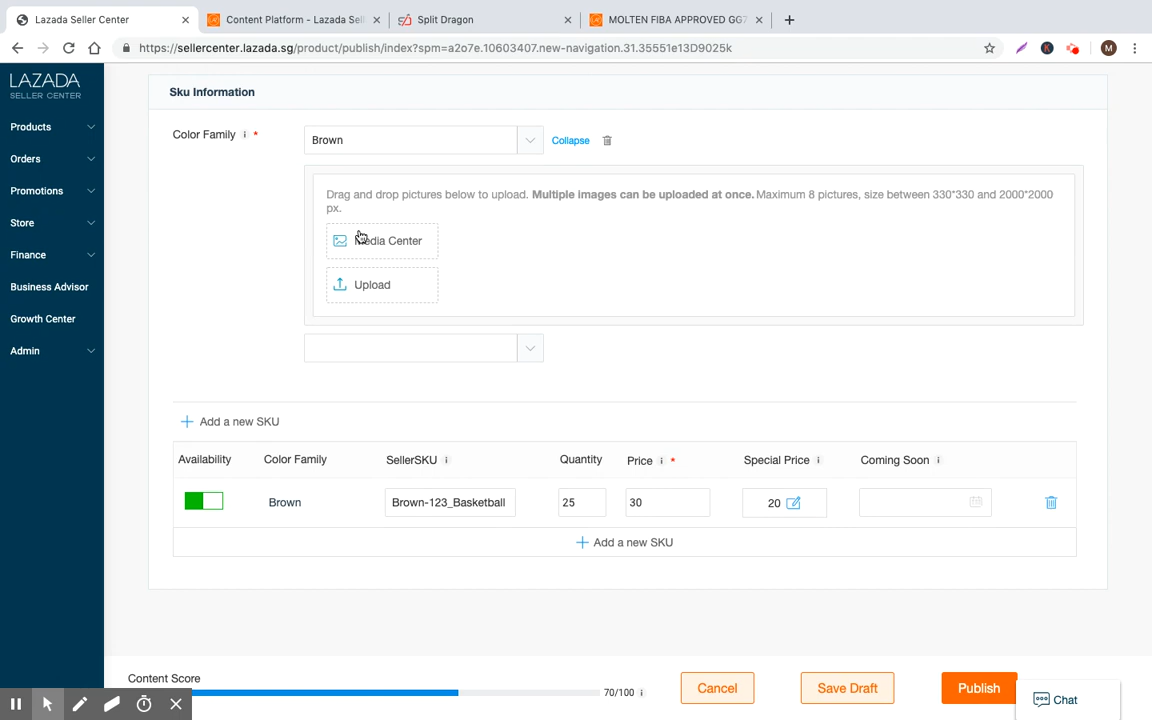 Lazada Seller Center
Content Platform - Lazada Sell
Split Dragon
MOLTEN FIBA APPROVED GG7
https://sellercenter.lazada.sg/product/publish/index?spm=a2o7e.10603407.new-navigation.31.35551e13D9025k
K
M
LAZADA
SELLER CENTER
Products
Orders
Promotions
Store
Finance
Business Advisor
Growth Center
Admin
Sku Information
Color Family i *
Brown
Collapse
Drag and drop pictures below to upload. Multiple images can be uploaded at once. Maximum 8 pictures, size between 330*330 and 2000*2000
px.
Media Center
Upload
+ Add a new SKU
Availability Color Family SellerSKU i Quantity Price i * Special Price i Coming Soon i
Brown Brown-123_Basketball 25 30 20
+ Add a new SKU
Content Score
70/100 i
Cancel
Save Draft
Publish
Chat